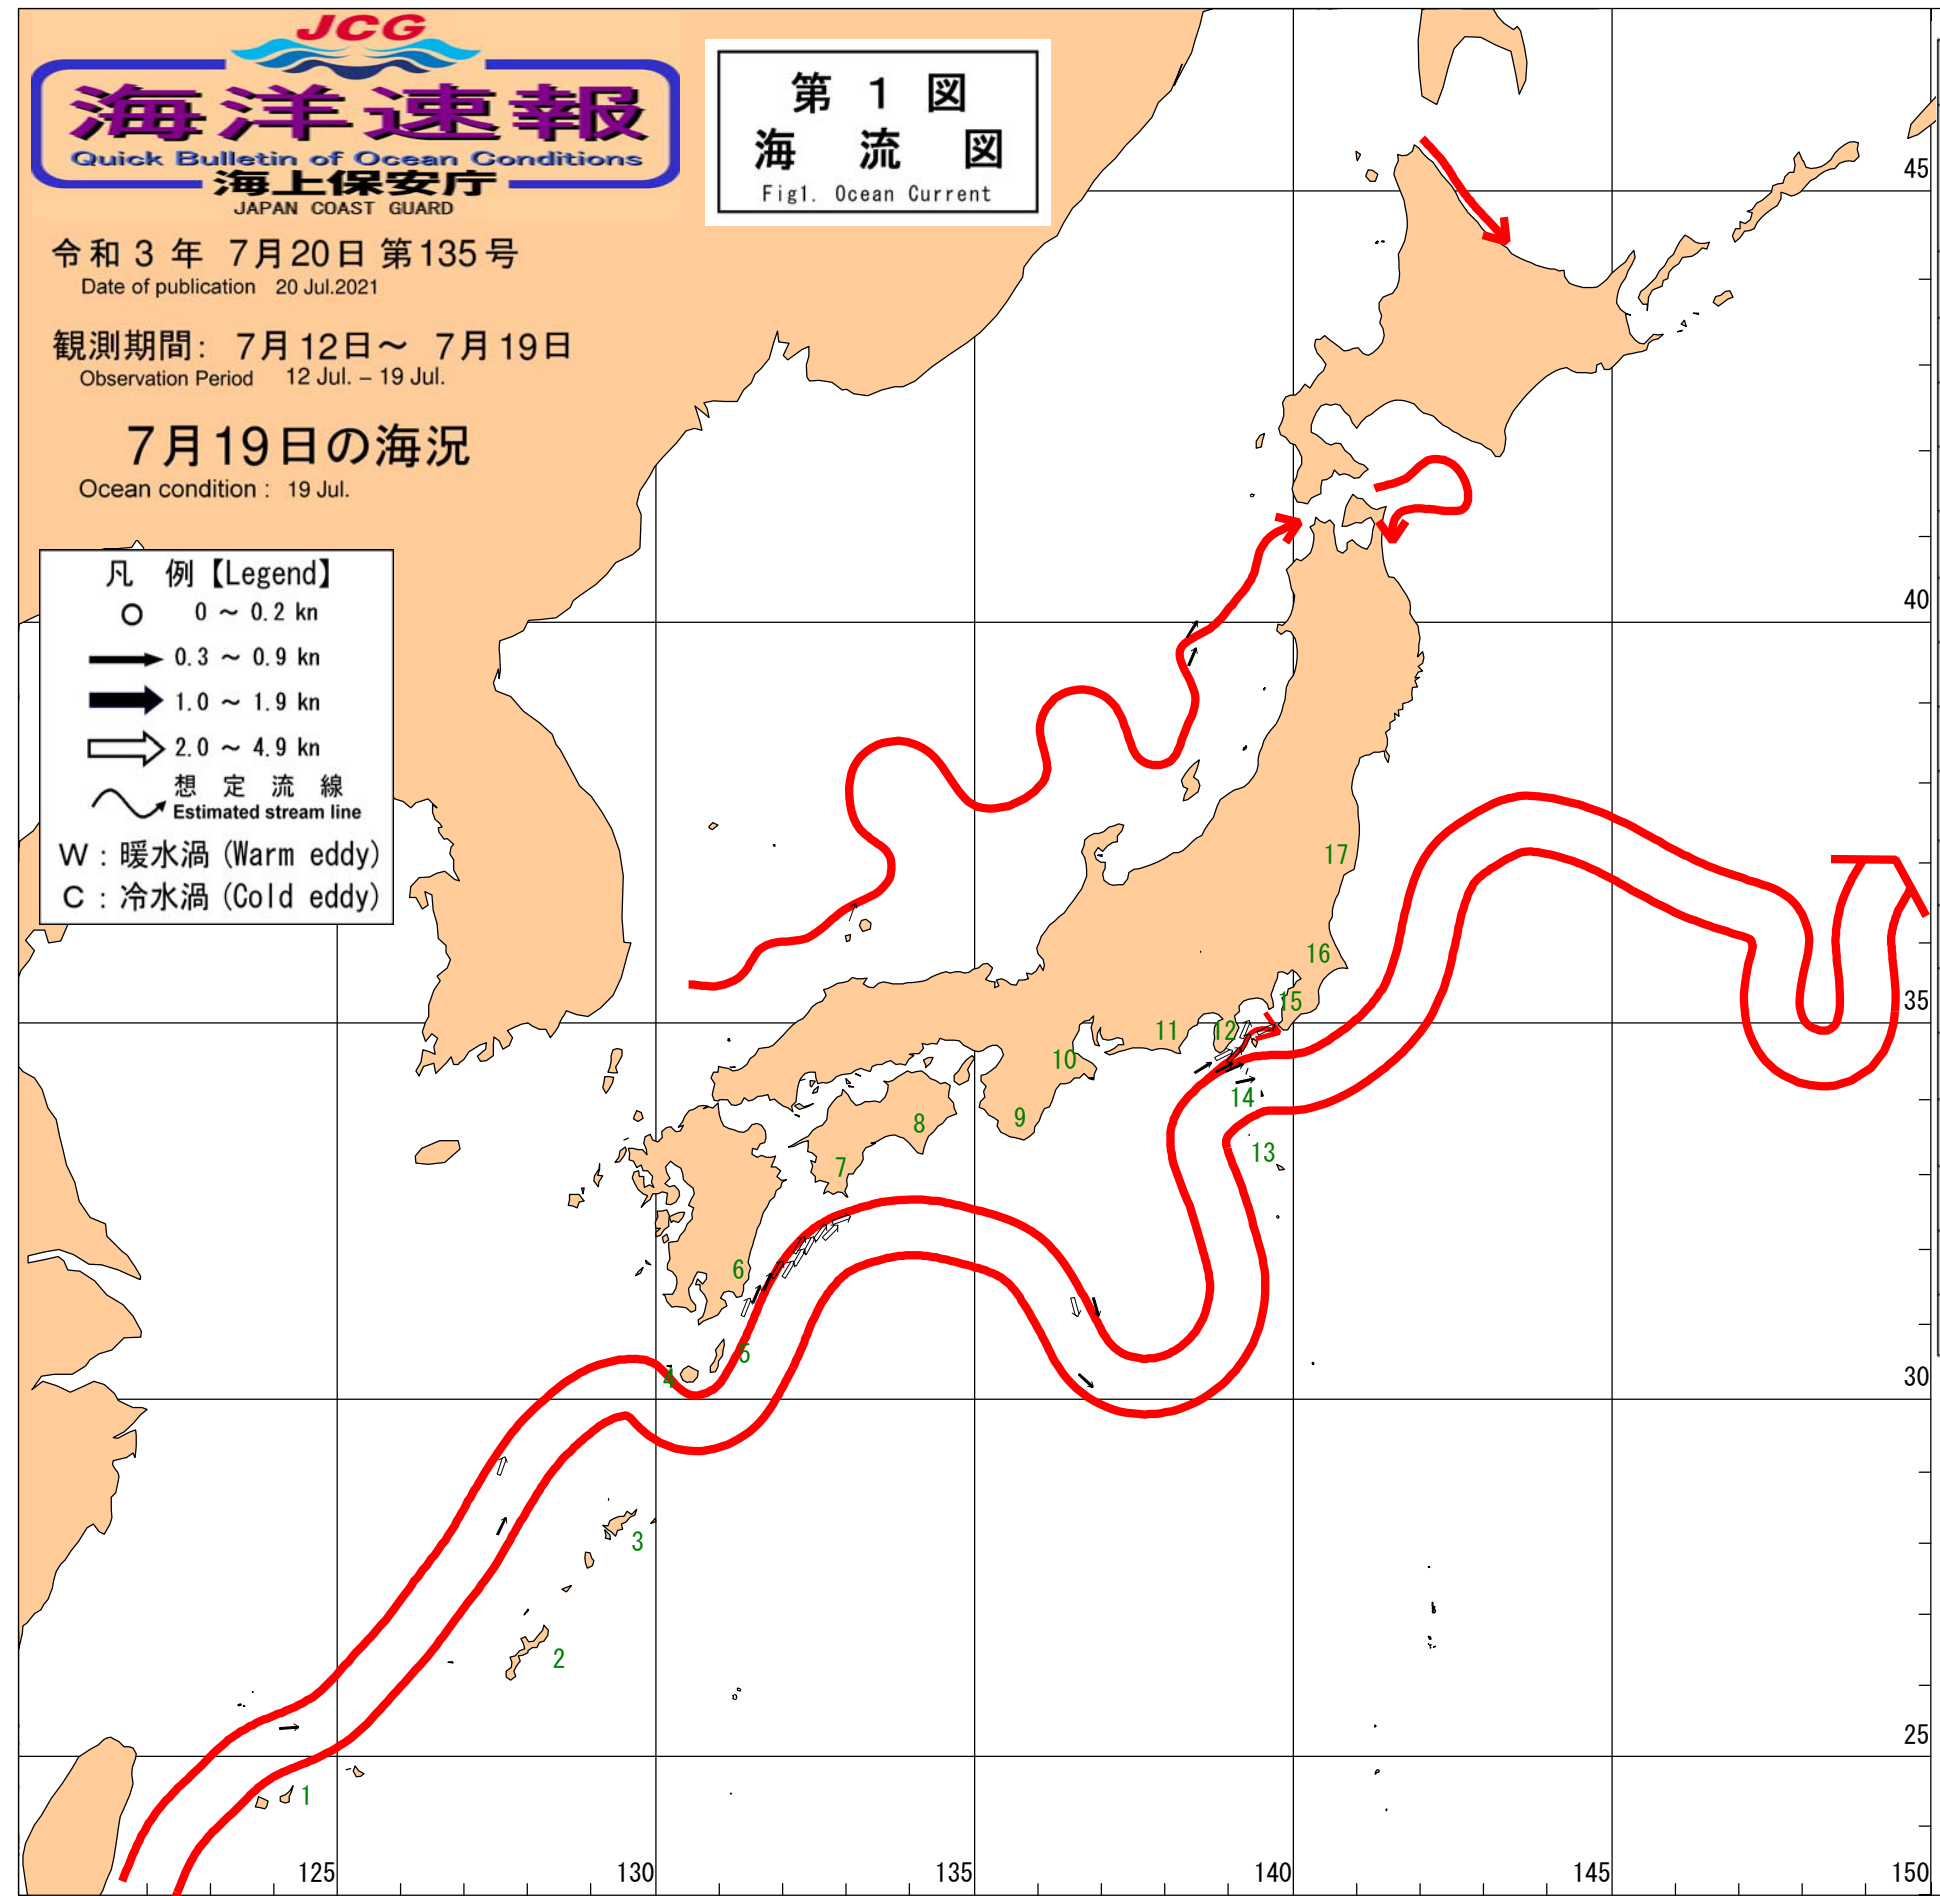 JCG
海洋速報
Quick Bulletin of Ocean Conditions
海上保安庁
JAPAN COAST GUARD
第 1 図
海 流 図
Fig1. Ocean Current
令和 3 年 7月20日 第135号
Date of publication 20 Jul.2021
観測期間: 7月12日～ 7月19日
Observation Period 12 Jul. – 19 Jul.
7月19日の海況
Ocean condition : 19 Jul.
凡 例【Legend】
0 ～ 0.2 kn
0.3 ～ 0.9 kn
1.0 ～ 1.9 kn
2.0 ～ 4.9 kn
想 定 流 線
Estimated stream line
W : 暖水渦 (Warm eddy)
C : 冷水渦 (Cold eddy)
45
40
35
30
25
17
16
15
12
11
10
14
9
8
13
7
6
5
4
3
2
1
125
130
135
140
145
150